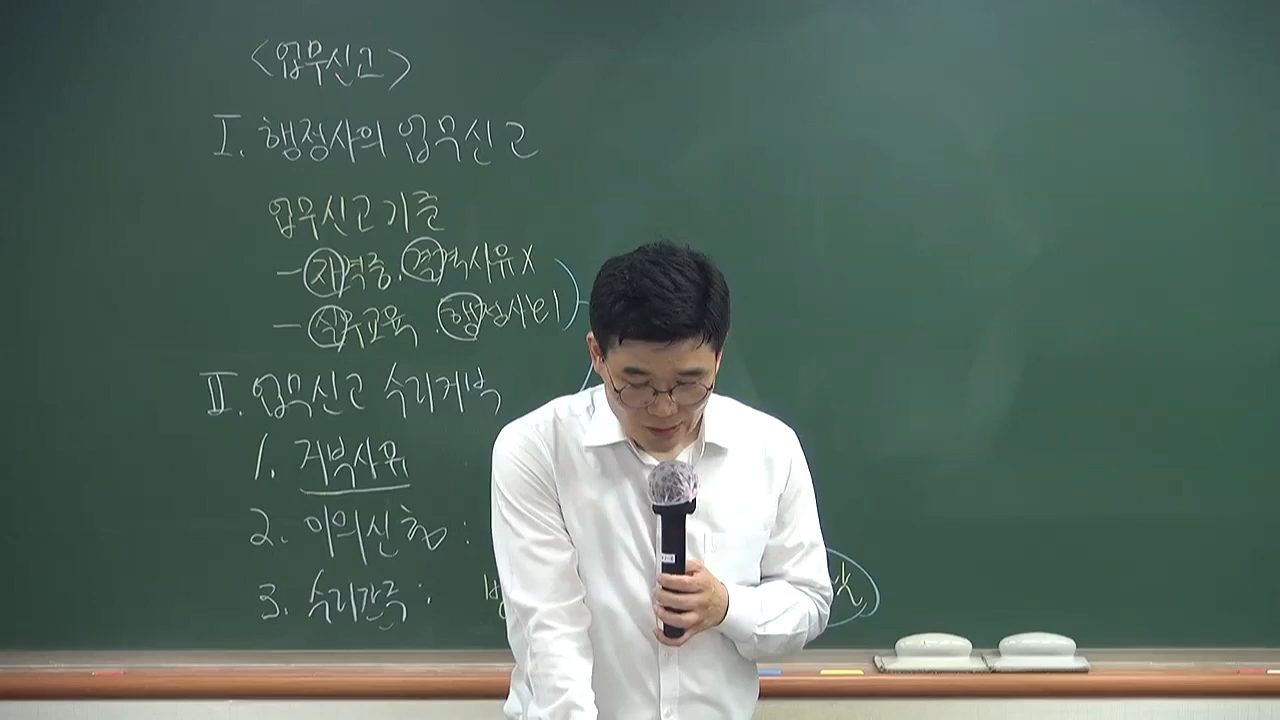 <업무신고>
I. 행정사의 업무신고
업무신고기준
- 자격증. 결격사유X
- 실무교육. 행정사회
II. 업무신고 수리거부
1. 거부사유
2. 이의신청 :
3. 수리간주 :